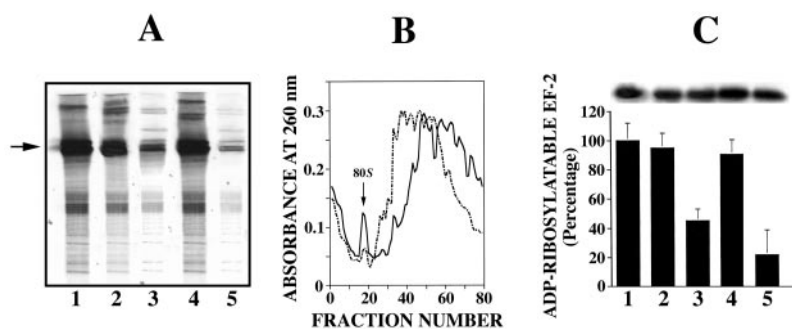 A
1 2 3 4 5
B
ABSORBANCE AT 260 nm
0.3
0.2
0.1
0
80S
0 20 40 60 80
FRACTION NUMBER
C
ADP-RIBOSYLATABLE EF-2
(Percentage)
120
100
80
60
40
20
0
1 2 3 4 5